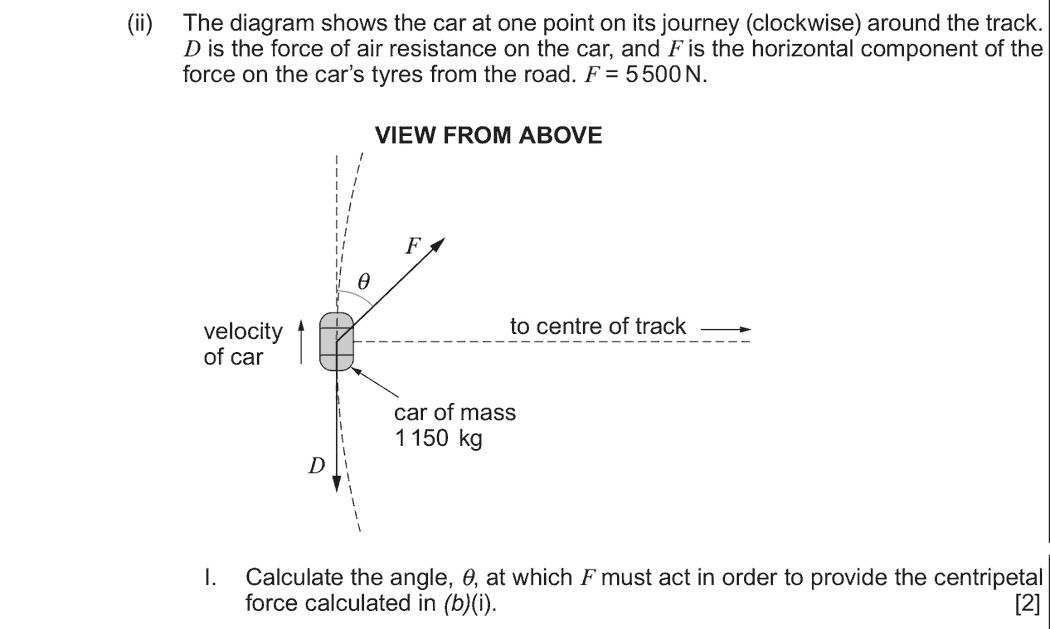 (ii) The diagram shows the car at one point on its journey (clockwise) around the track.
D is the force of air resistance on the car, and F is the horizontal component of the
force on the car's tyres from the road. F = 5 500 N.
VIEW FROM ABOVE
F
θ
to centre of track
velocity
of car
car of mass
1 150 kg
D
I. Calculate the angle, θ, at which F must act in order to provide the centripetal
force calculated in (b)(i). [2]